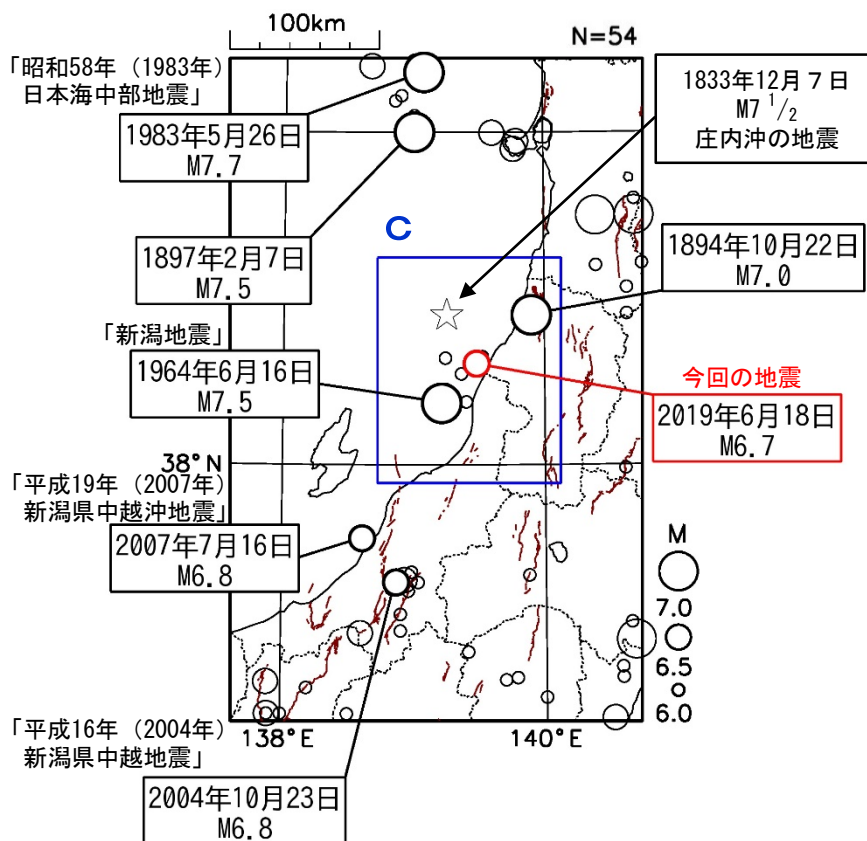 100km
N=54
「昭和58年（1983年）
日本海中部地震」
1983年5月26日
M7.7
1833年12月７日
M7 1/2
庄内沖の地震
C
1897年2月7日
M7.5
1894年10月22日
M7.0
「新潟地震」
1964年6月16日
M7.5
今回の地震
2019年6月18日
M6.7
38°N
「平成19年（2007年）
新潟県中越沖地震」
2007年7月16日
M6.8
M
7.0
6.5
6.0
138°E
140°E
「平成16年（2004年）
新潟県中越地震」
2004年10月23日
M6.8